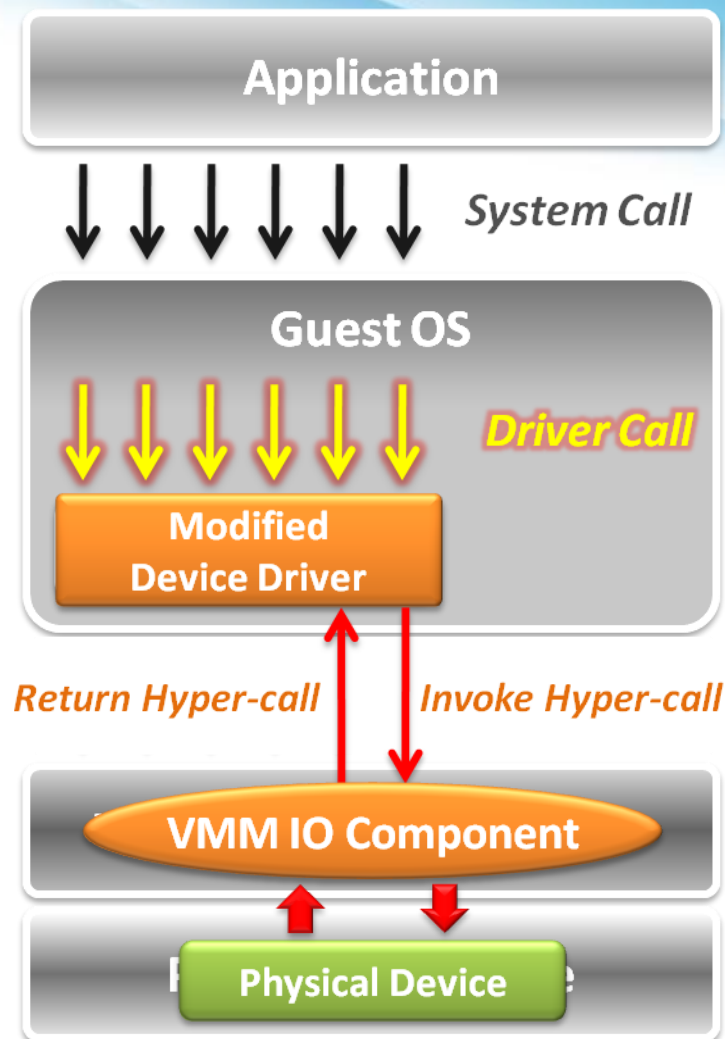 Application
System Call
Guest OS
Driver Call
Modified
Device Driver
Return Hyper-call
Invoke Hyper-call
VMM IO Component
Physical Device